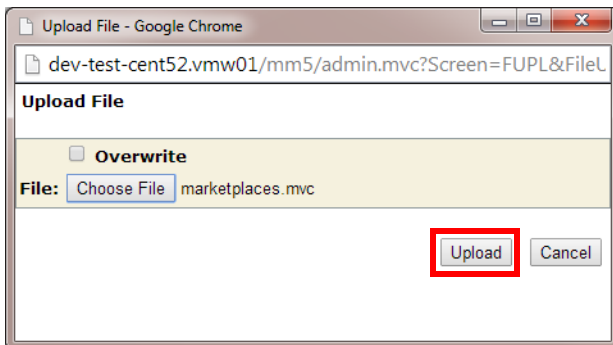 Upload File - Google Chrome
dev-test-cent52.vmw01/mm5/admin.mvc?Screen=FUPL&FileU
Upload File
Overwrite
File: Choose File marketplaces.mvc
Upload Cancel